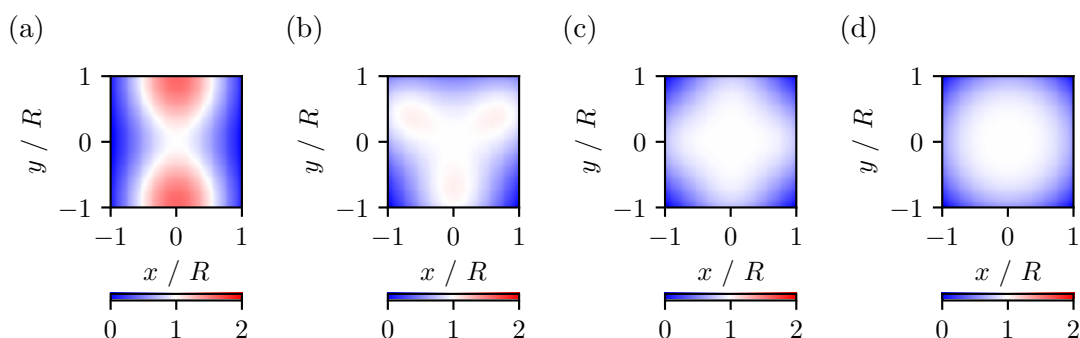 (a) (b) (c) (d)
1 1 1 1
y / R y / R y / R y / R
0 0 0 0
−1 −1 −1 −1
−1 0 1 −1 0 1 −1 0 1 −1 0 1
x / R x / R x / R x / R
0 1 2 0 1 2 0 1 2 0 1 2